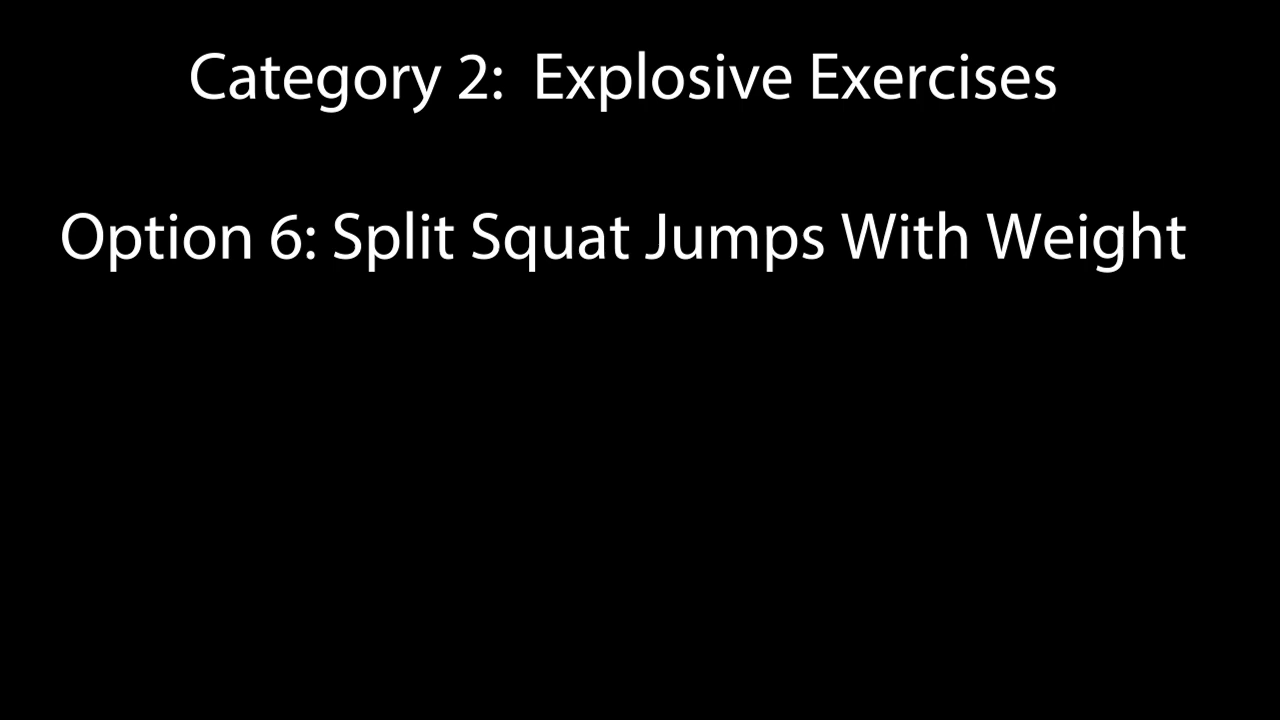 Category 2:  Explosive Exercises
Option 6: Split Squat Jumps With Weight